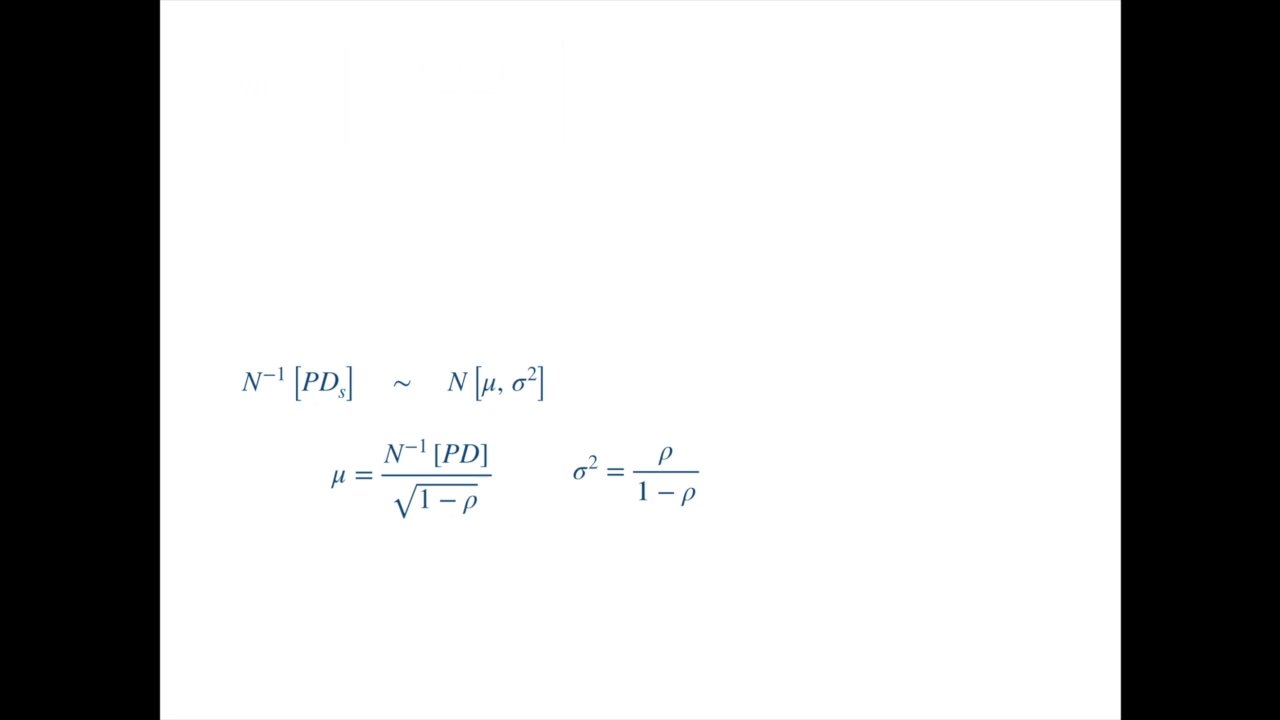 N⁻¹ [PDₛ] ~ N [μ, σ²]
μ = N⁻¹ [PD] / √(1 − ρ)    σ² = ρ / (1 − ρ)